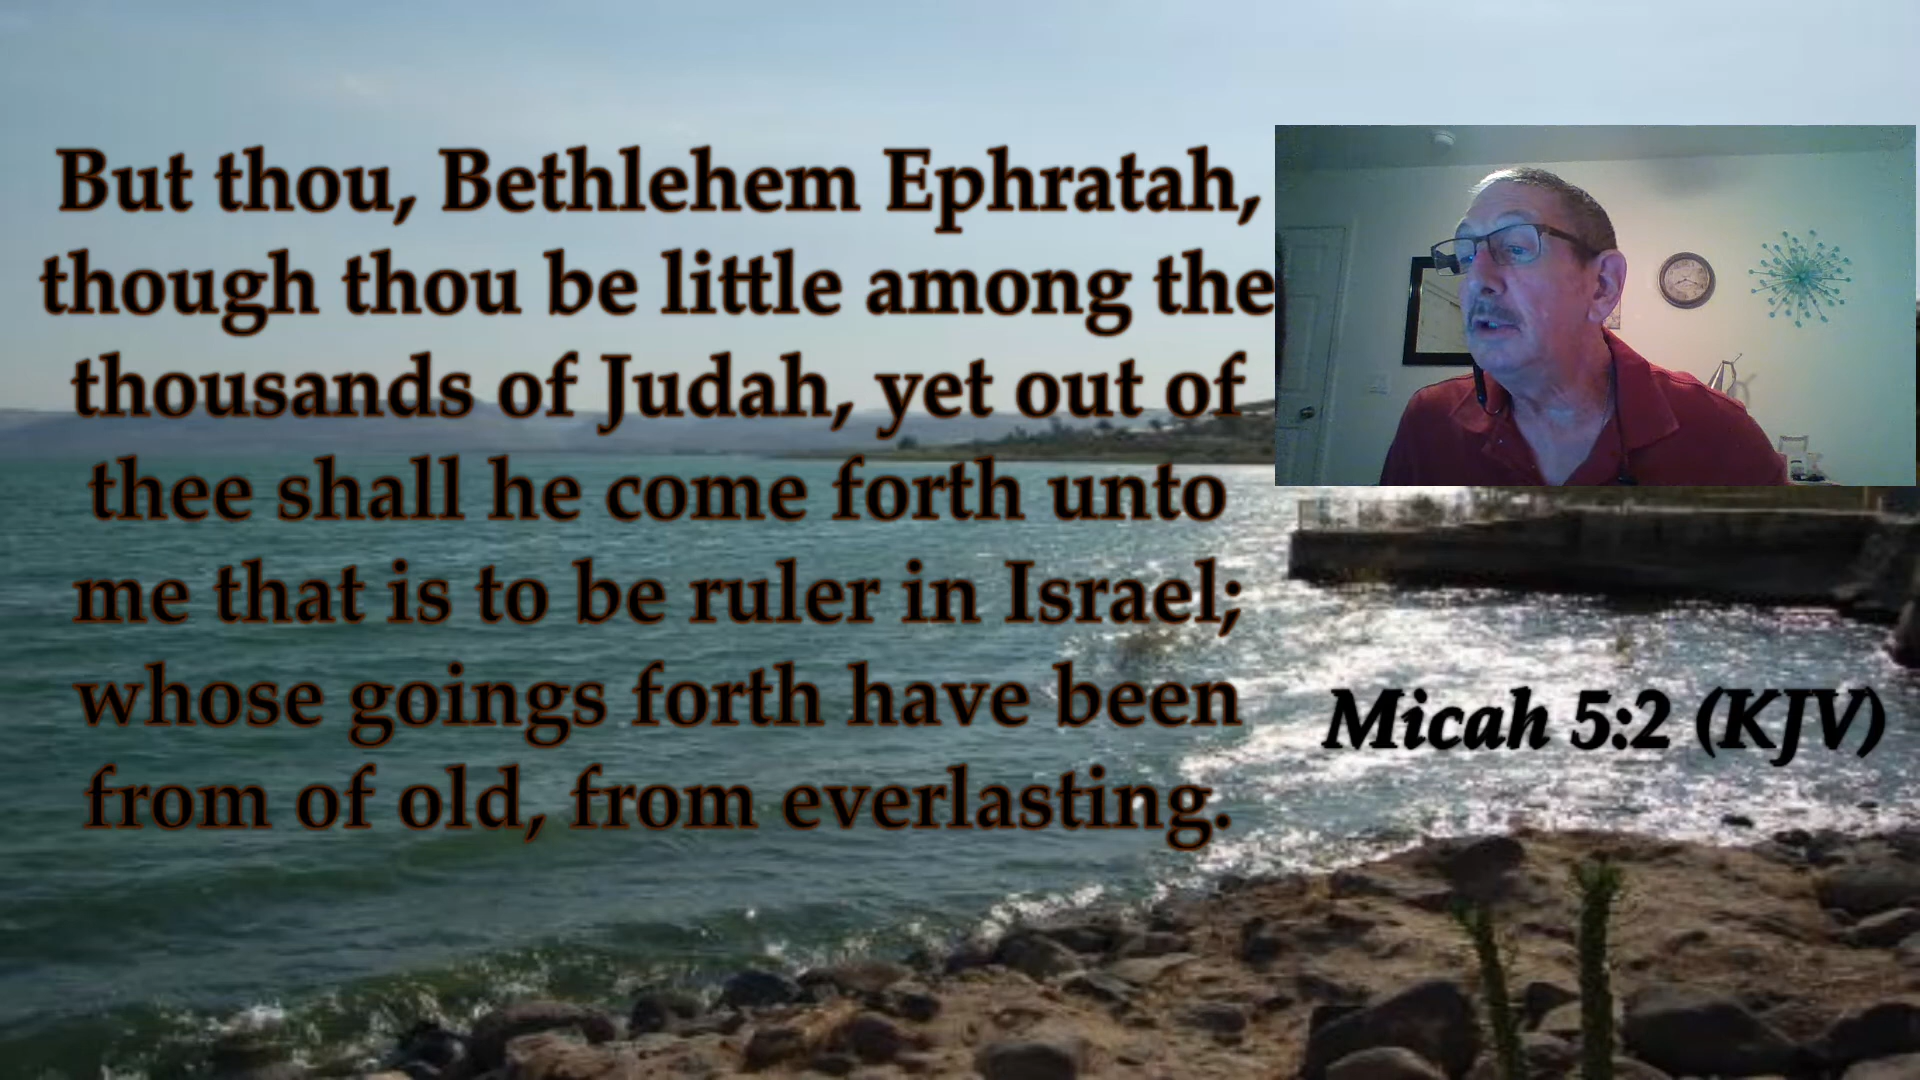 But thou, Bethlehem Ephratah,
though thou be little among the
thousands of Judah, yet out of
thee shall he come forth unto
me that is to be ruler in Israel;
whose goings forth have been
from of old, from everlasting.
Micah 5:2 (KJV)